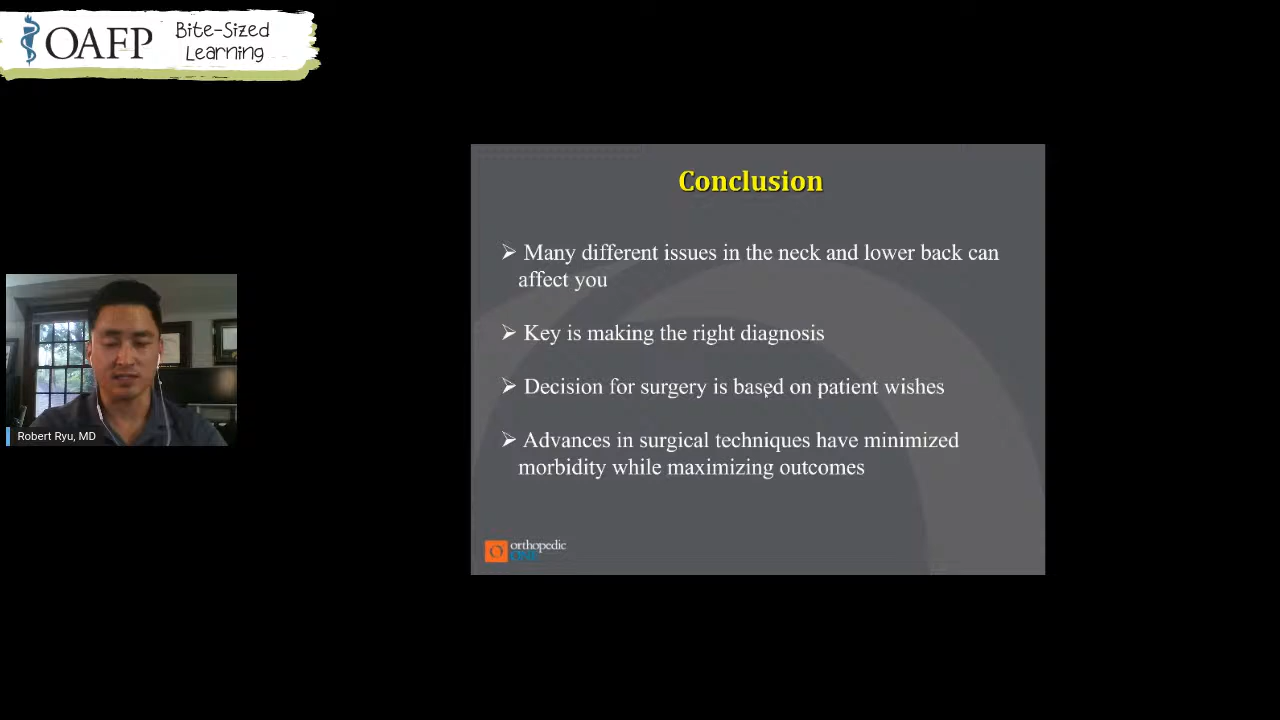 OAFP
Bite-Sized
Learning
Conclusion
➢ Many different issues in the neck and lower back can
affect you
➢ Key is making the right diagnosis
➢ Decision for surgery is based on patient wishes
➢ Advances in surgical techniques have minimized
morbidity while maximizing outcomes
Robert Ryu, MD
orthopedic